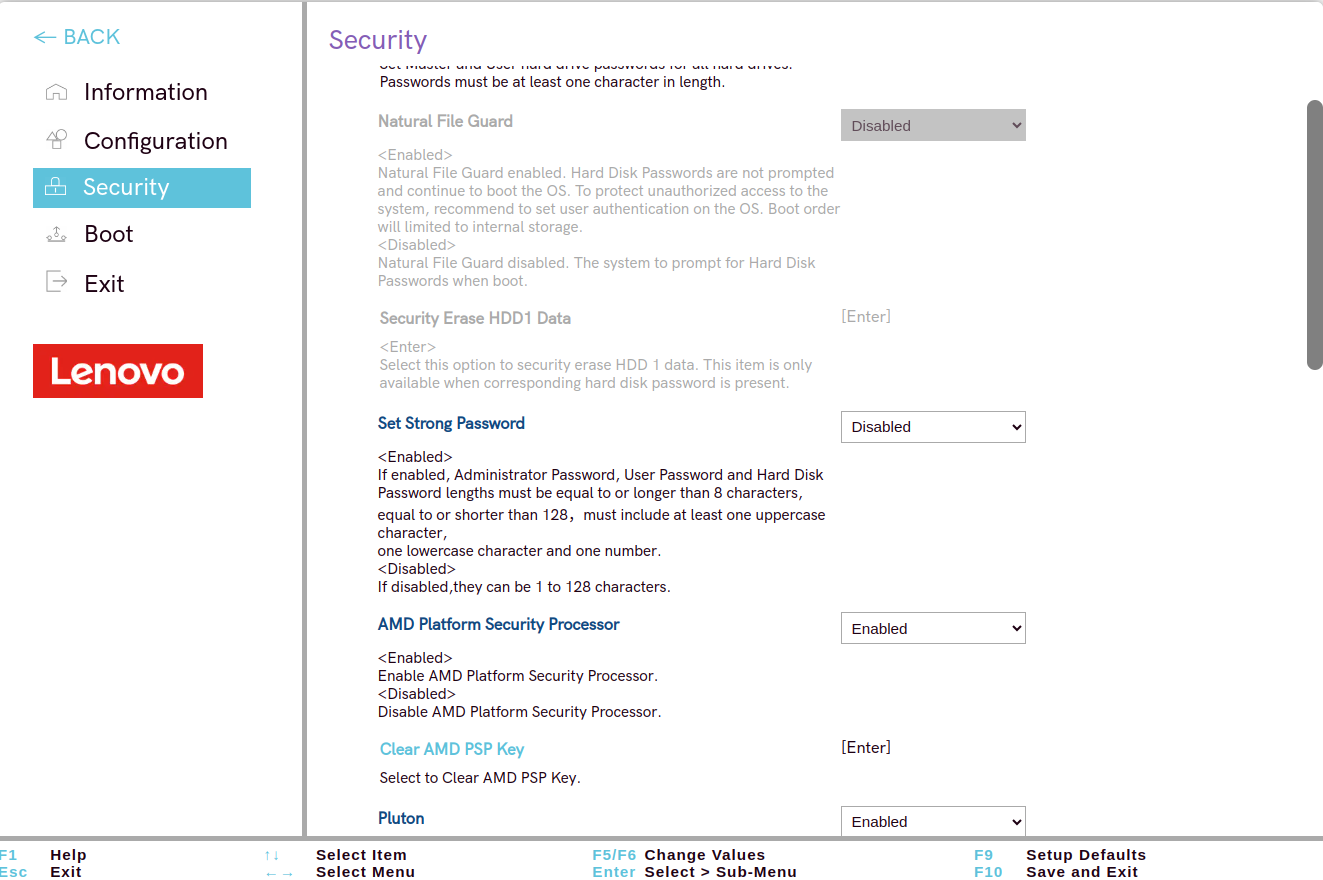 BACK
Information
Configuration
Security
Boot
Exit
Lenovo
Security
Set Master and User hard drive passwords for all hard drives.
Passwords must be at least one character in length.
Natural File Guard
Disabled
<Enabled>
Natural File Guard enabled. Hard Disk Passwords are not prompted
and continue to boot the OS. To protect unauthorized access to the
system, recommend to set user authentication on the OS. Boot order
will limited to internal storage.
<Disabled>
Natural File Guard disabled. The system to prompt for Hard Disk
Passwords when boot.
Security Erase HDD1 Data
[Enter]
<Enter>
Select this option to security erase HDD 1 data. This item is only
available when corresponding hard disk password is present.
Set Strong Password
Disabled
<Enabled>
If enabled, Administrator Password, User Password and Hard Disk
Password lengths must be equal to or longer than 8 characters,
equal to or shorter than 128，must include at least one uppercase
character,
one lowercase character and one number.
<Disabled>
If disabled,they can be 1 to 128 characters.
AMD Platform Security Processor
Enabled
<Enabled>
Enable AMD Platform Security Processor.
<Disabled>
Disable AMD Platform Security Processor.
Clear AMD PSP Key
[Enter]
Select to Clear AMD PSP Key.
Pluton
Enabled
F1 Help ↑↓ Select Item F5/F6 Change Values F9 Setup Defaults
Esc Exit ←→ Select Menu Enter Select > Sub-Menu F10 Save and Exit